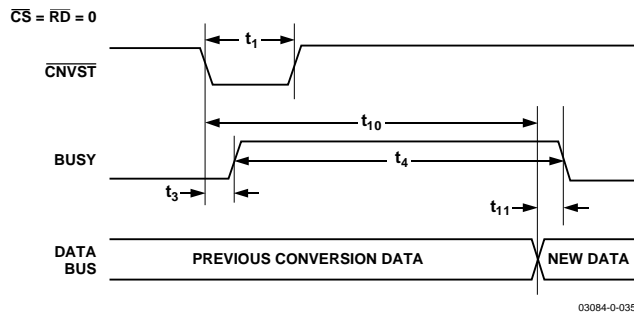 CS = RD = 0
t1
CNVST
t10
BUSY
t4
t3
t11
DATA
BUS
PREVIOUS CONVERSION DATA
NEW DATA
03084-0-035